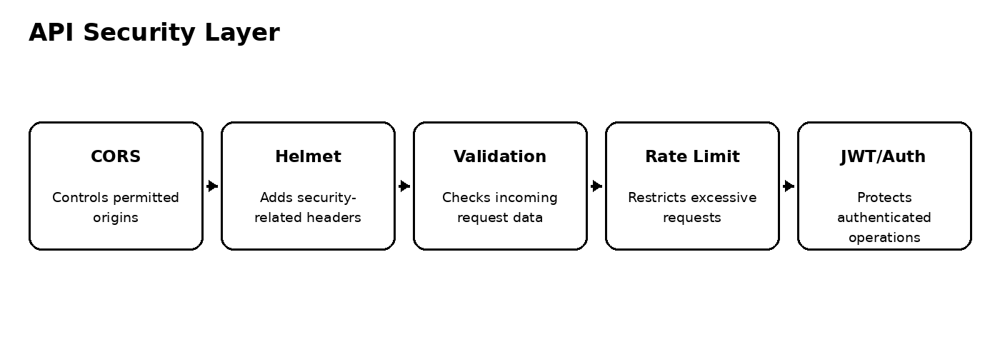 API Security Layer
CORS
Controls permitted
origins
Helmet
Adds security-
related headers
Validation
Checks incoming
request data
Rate Limit
Restricts excessive
requests
JWT/Auth
Protects
authenticated
operations